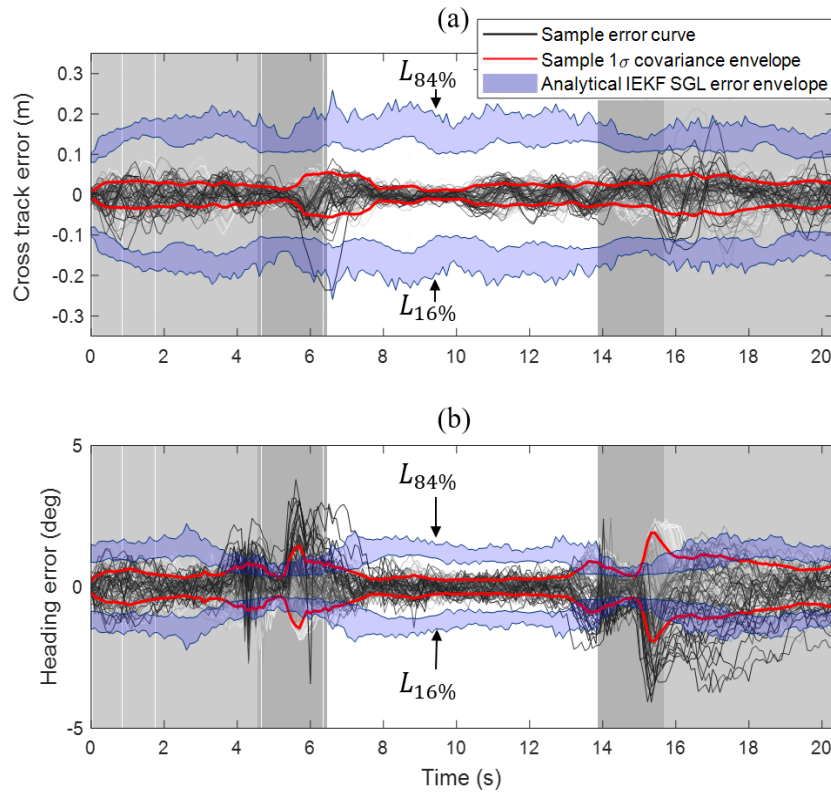 (a)
Sample error curve
Sample 1σ covariance envelope
Analytical IEKF SGL error envelope
Cross track error (m)
0.3
0.2
0.1
0
-0.1
-0.2
-0.3
L84%
L16%
0 2 4 6 8 10 12 14 16 18 20
(b)
Heading error (deg)
5
0
-5
L84%
L16%
0 2 4 6 8 10 12 14 16 18 20
Time (s)